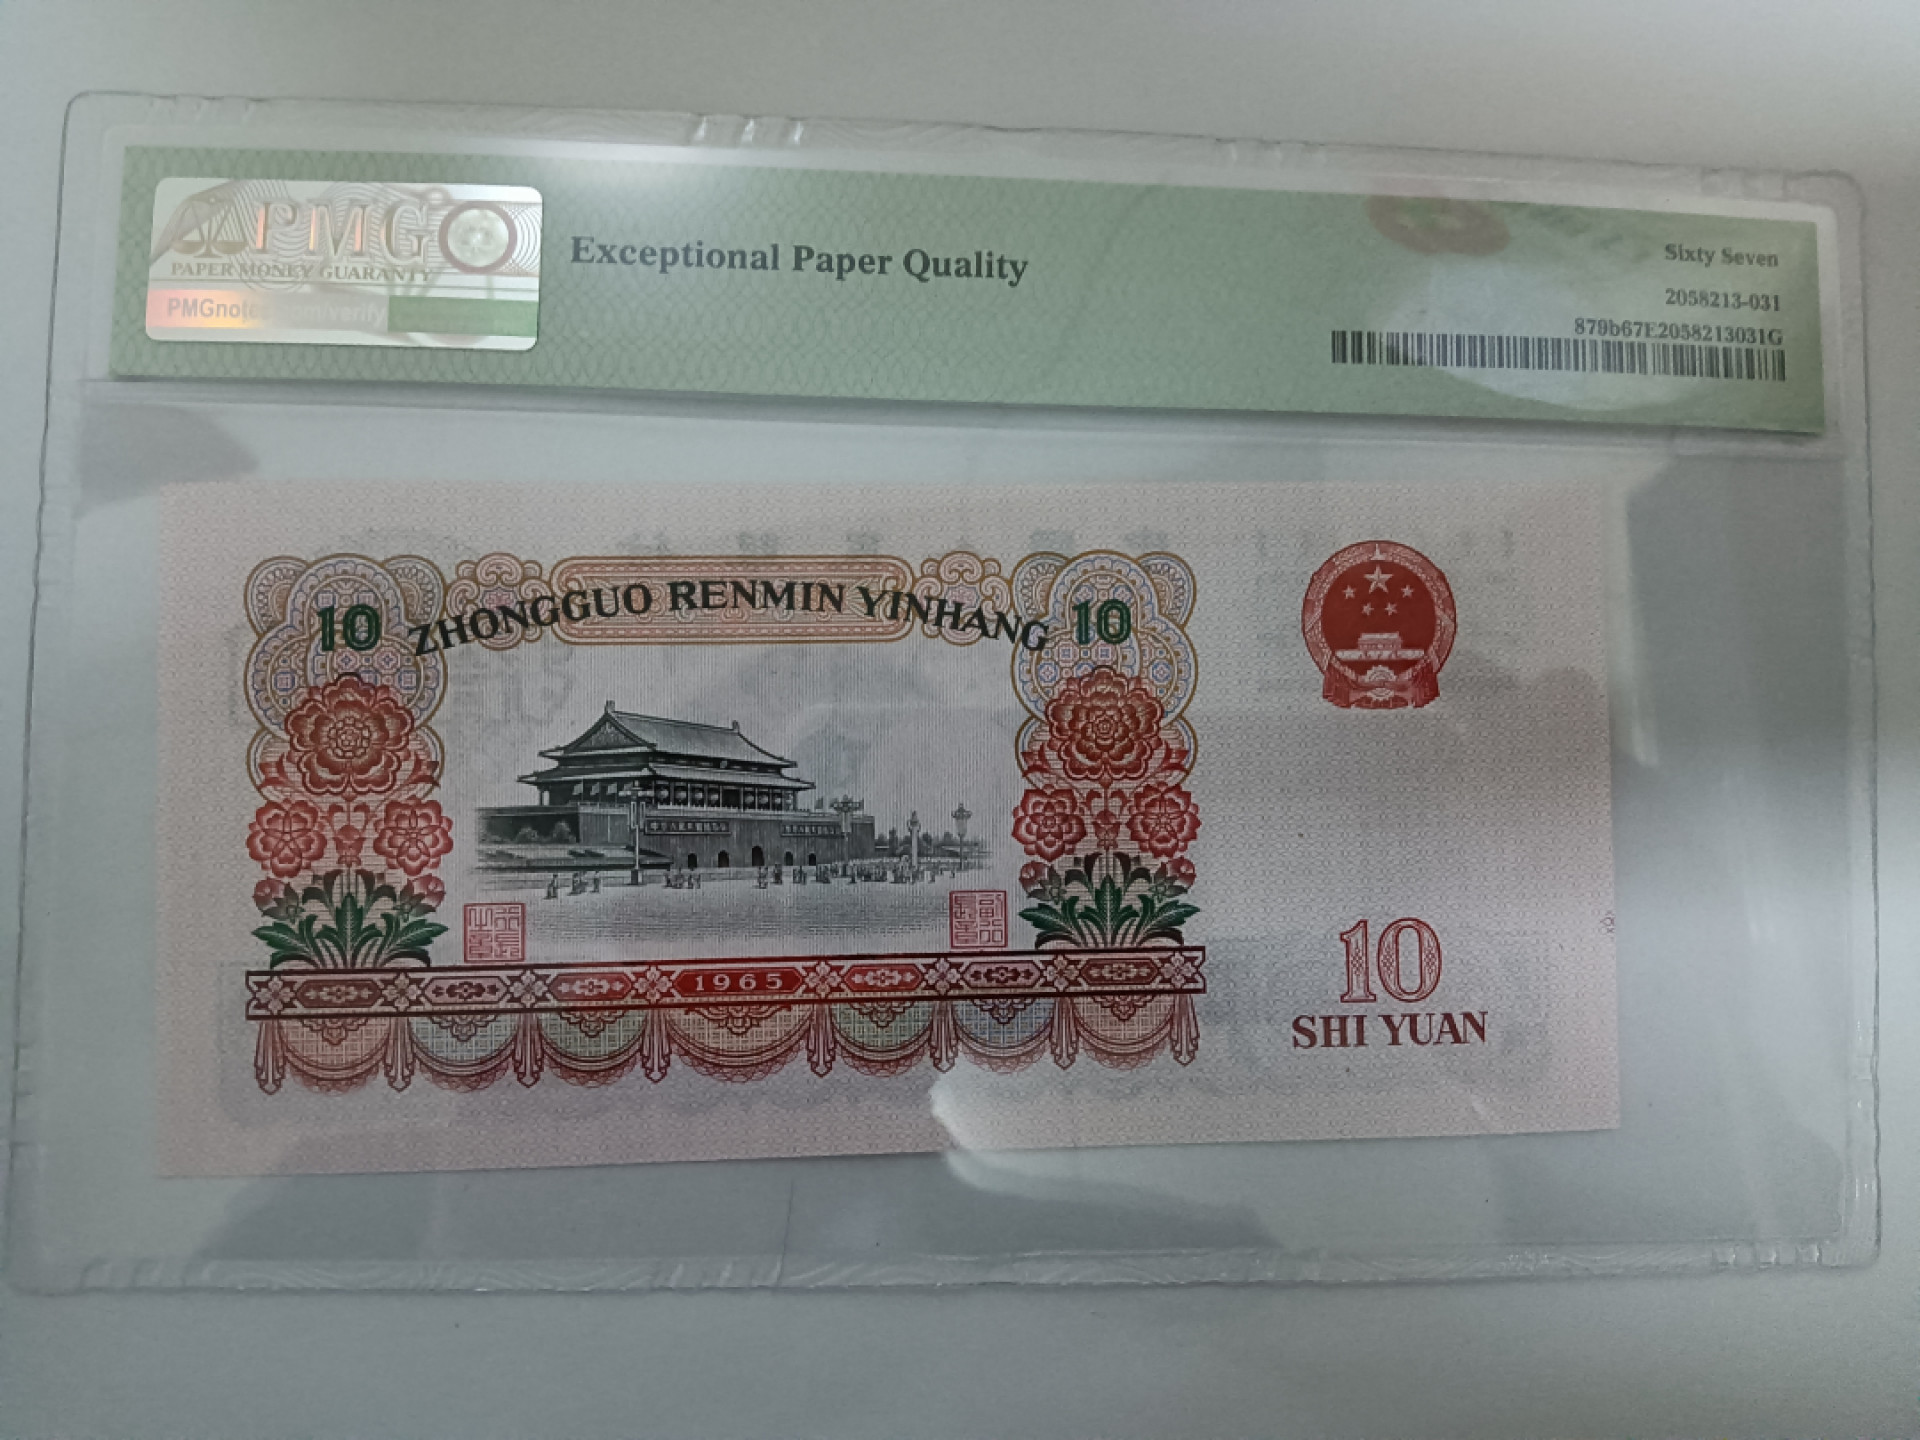 PMG
PAPER MONEY GUARANTY
Exceptional Paper Quality
Sixty Seven
2058213-031
879b67E2058213031G
10 ZHONGGUO RENMIN YINHANG 10
1965
10
SHI YUAN